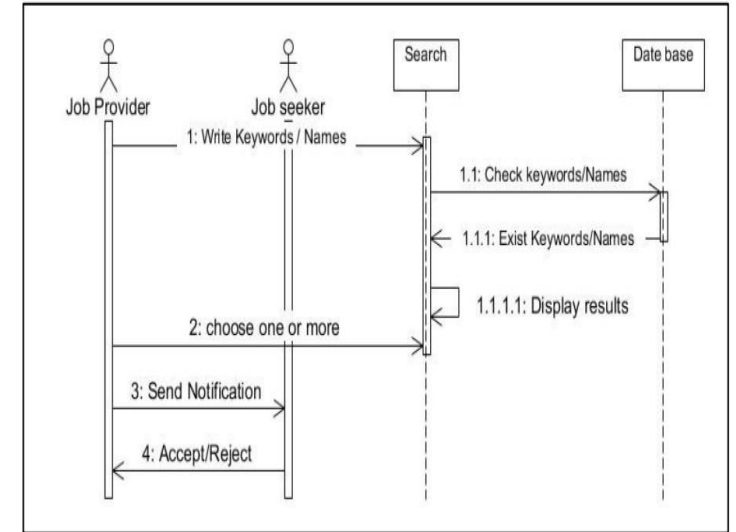 Job Provider
Job seeker
Search
Date base
1: Write Keywords / Names
1.1: Check keywords/Names
1.1.1: Exist Keywords/Names
1.1.1.1: Display results
2: choose one or more
3: Send Notification
4: Accept/Reject